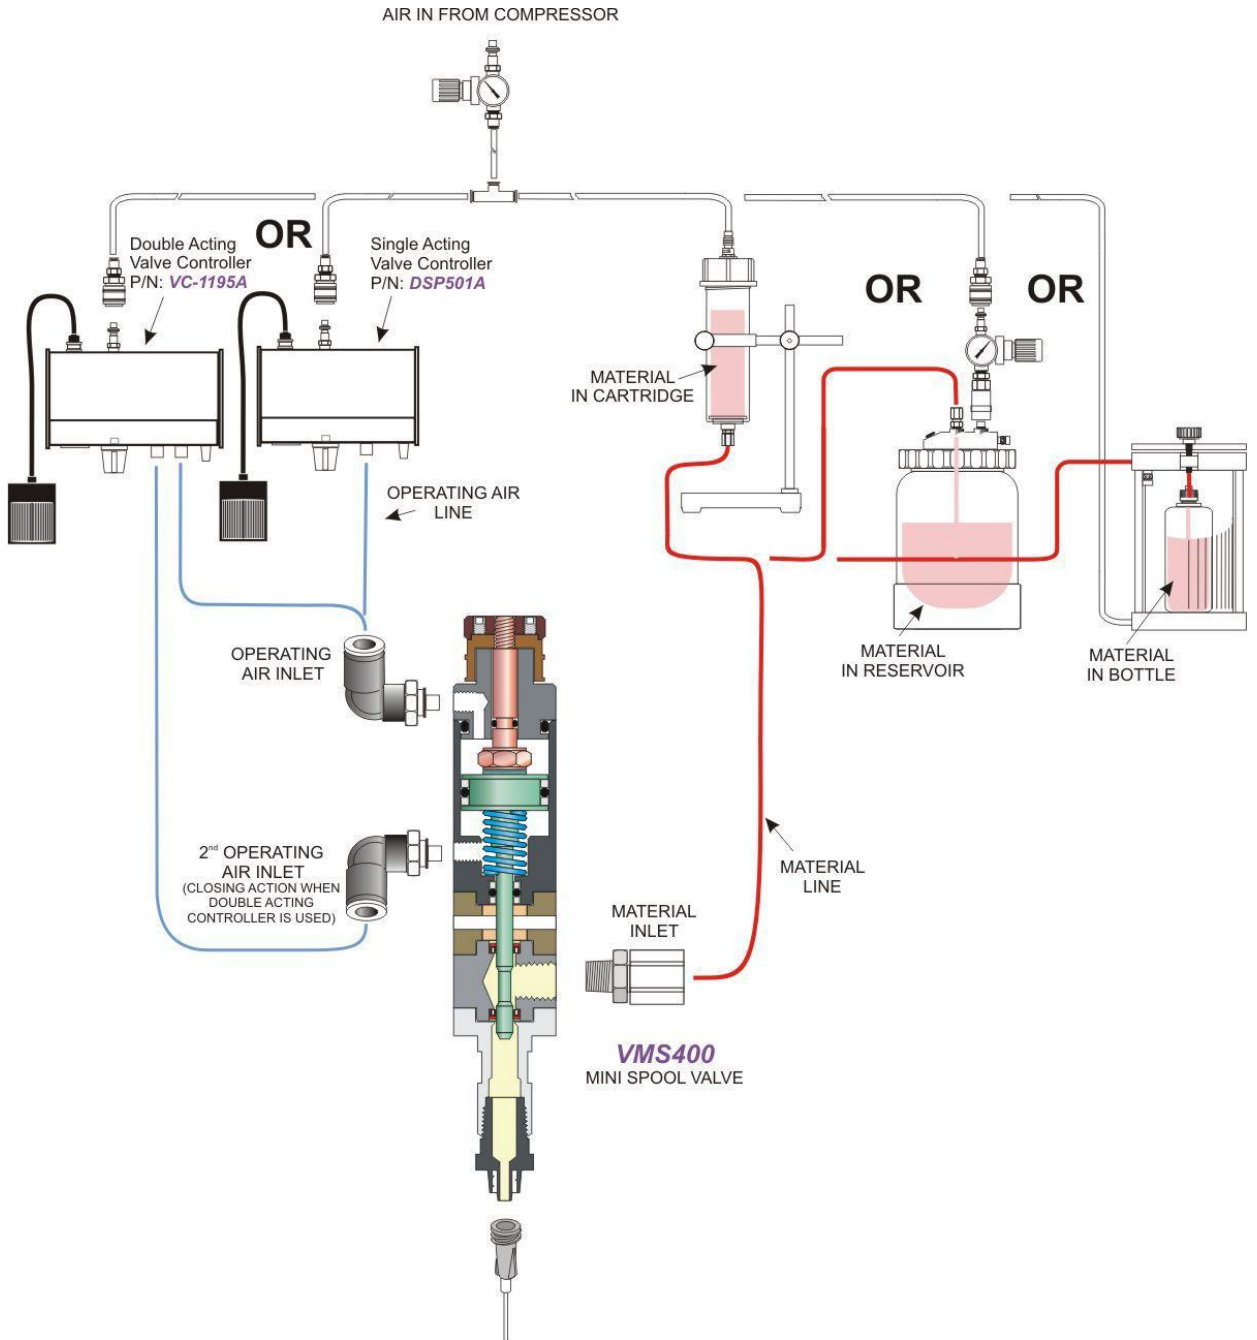 AIR IN FROM COMPRESSOR
Double Acting
Valve Controller
P/N: VC-1195A
OR
Single Acting
Valve Controller
P/N: DSP501A
OR
OR
MATERIAL
IN CARTRIDGE
OPERATING AIR
LINE
OPERATING
AIR INLET
MATERIAL
IN RESERVOIR
MATERIAL
IN BOTTLE
2nd OPERATING
AIR INLET
(CLOSING ACTION WHEN
DOUBLE ACTING
CONTROLLER IS USED)
MATERIAL
LINE
MATERIAL
INLET
VMS400
MINI SPOOL VALVE